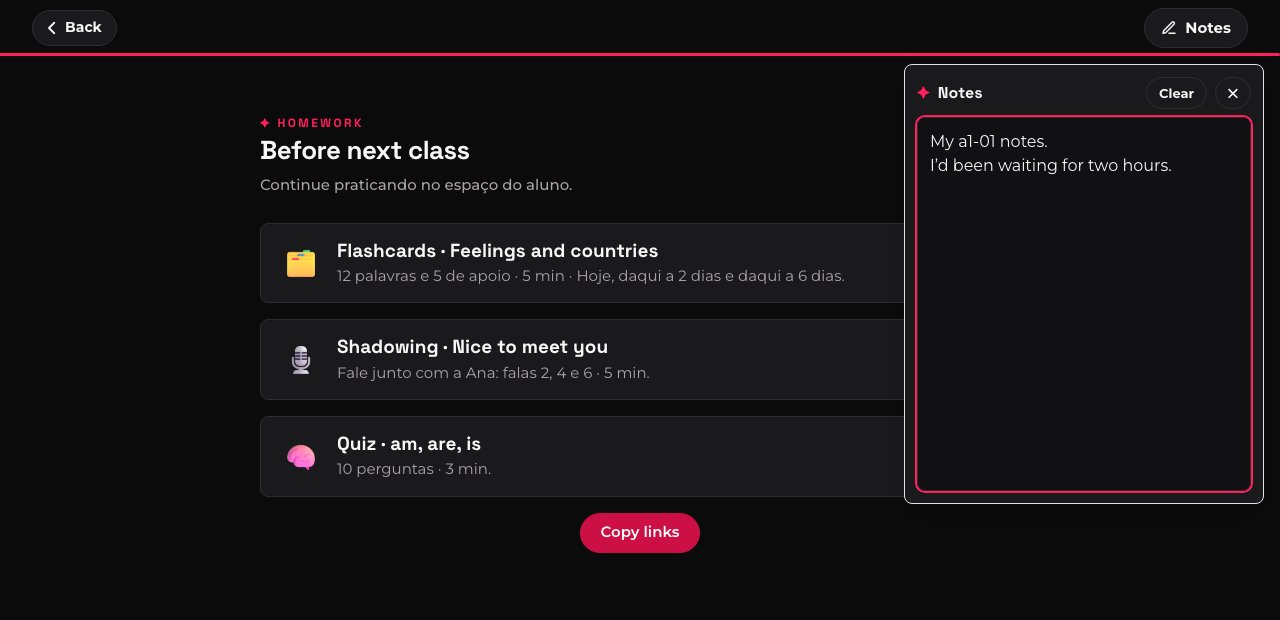 Back
Notes
HOMEWORK
Before next class
Continue praticando no espaço do aluno.
Flashcards · Feelings and countries
12 palavras e 5 de apoio · 5 min · Hoje, daqui a 2 dias e daqui a 6 dias.
Shadowing · Nice to meet you
Fale junto com a Ana: falas 2, 4 e 6 · 5 min.
Quiz · am, are, is
10 perguntas · 3 min.
Copy links
Notes
Clear
My a1-01 notes.
I'd been waiting for two hours.